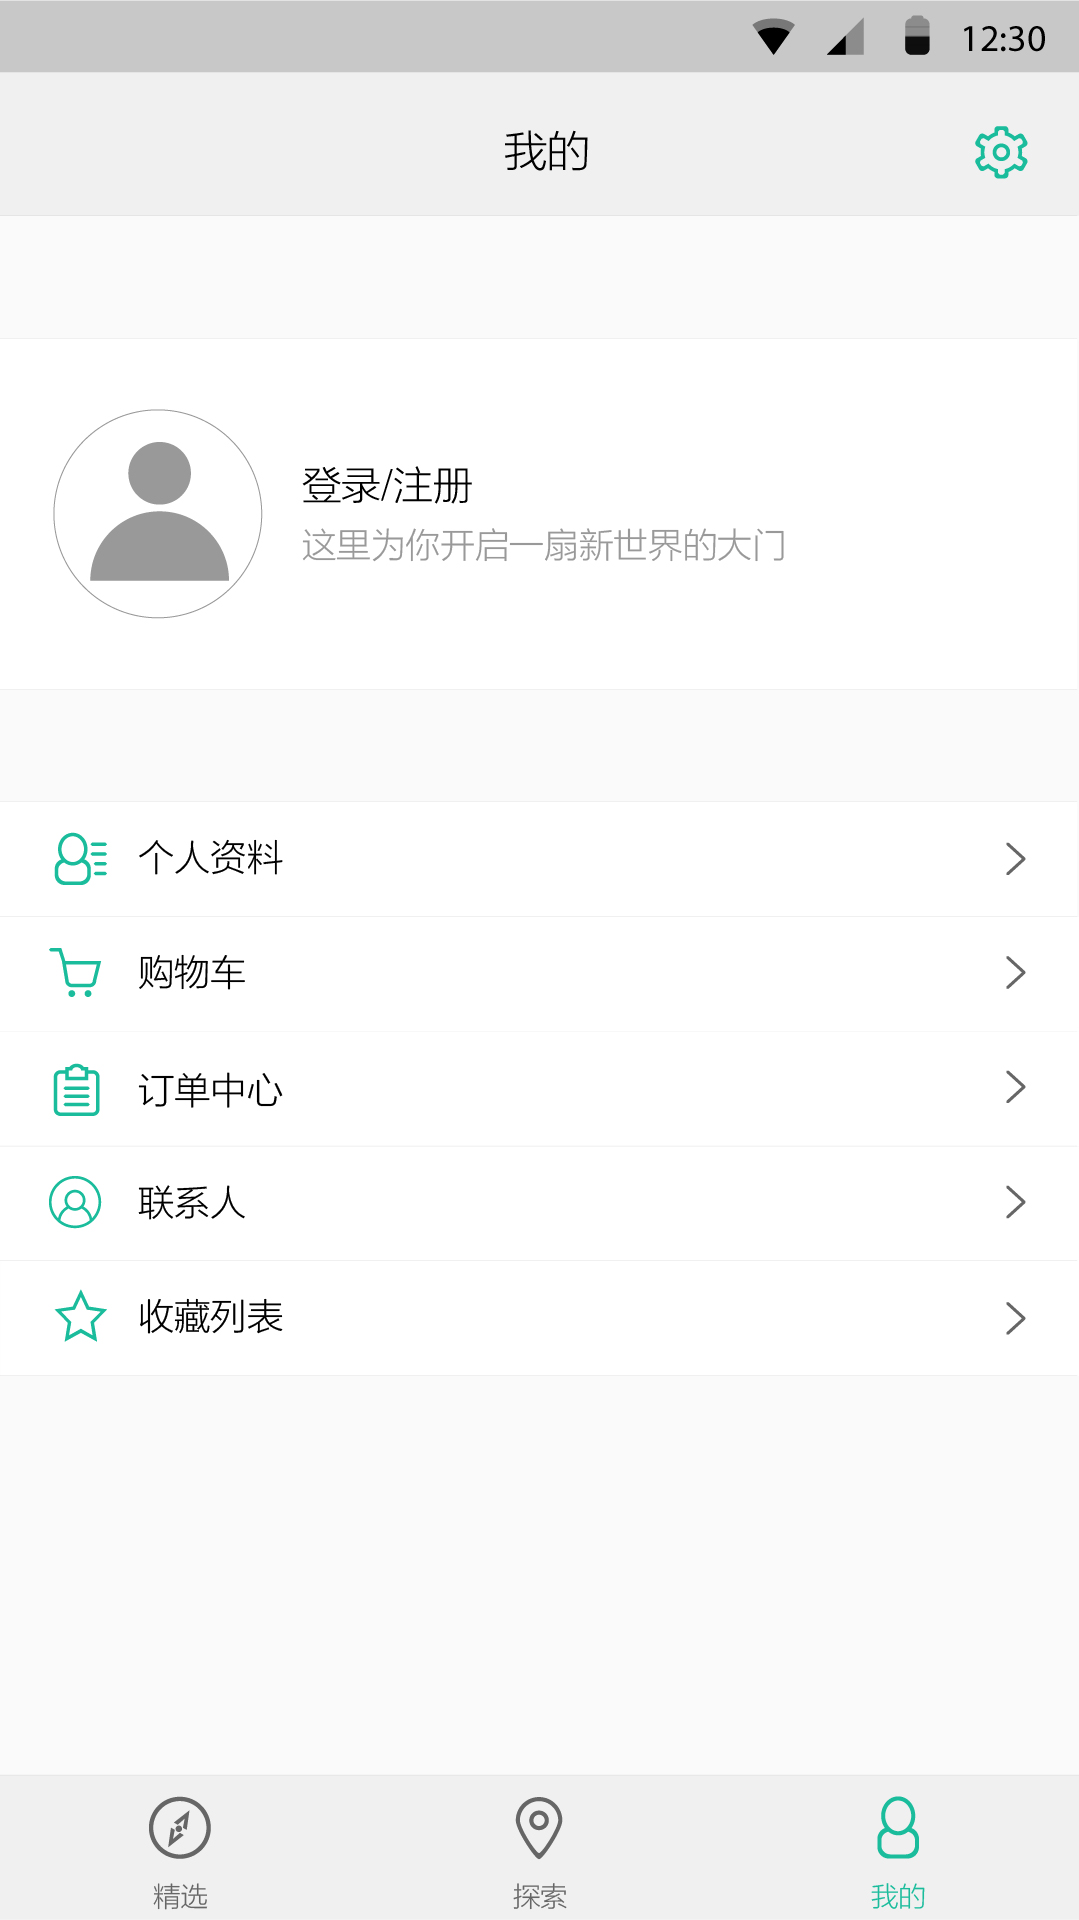 12:30
我的
登录/注册
这里为你开启一扇新世界的大门
个人资料
购物车
订单中心
联系人
收藏列表
精选
探索
我的